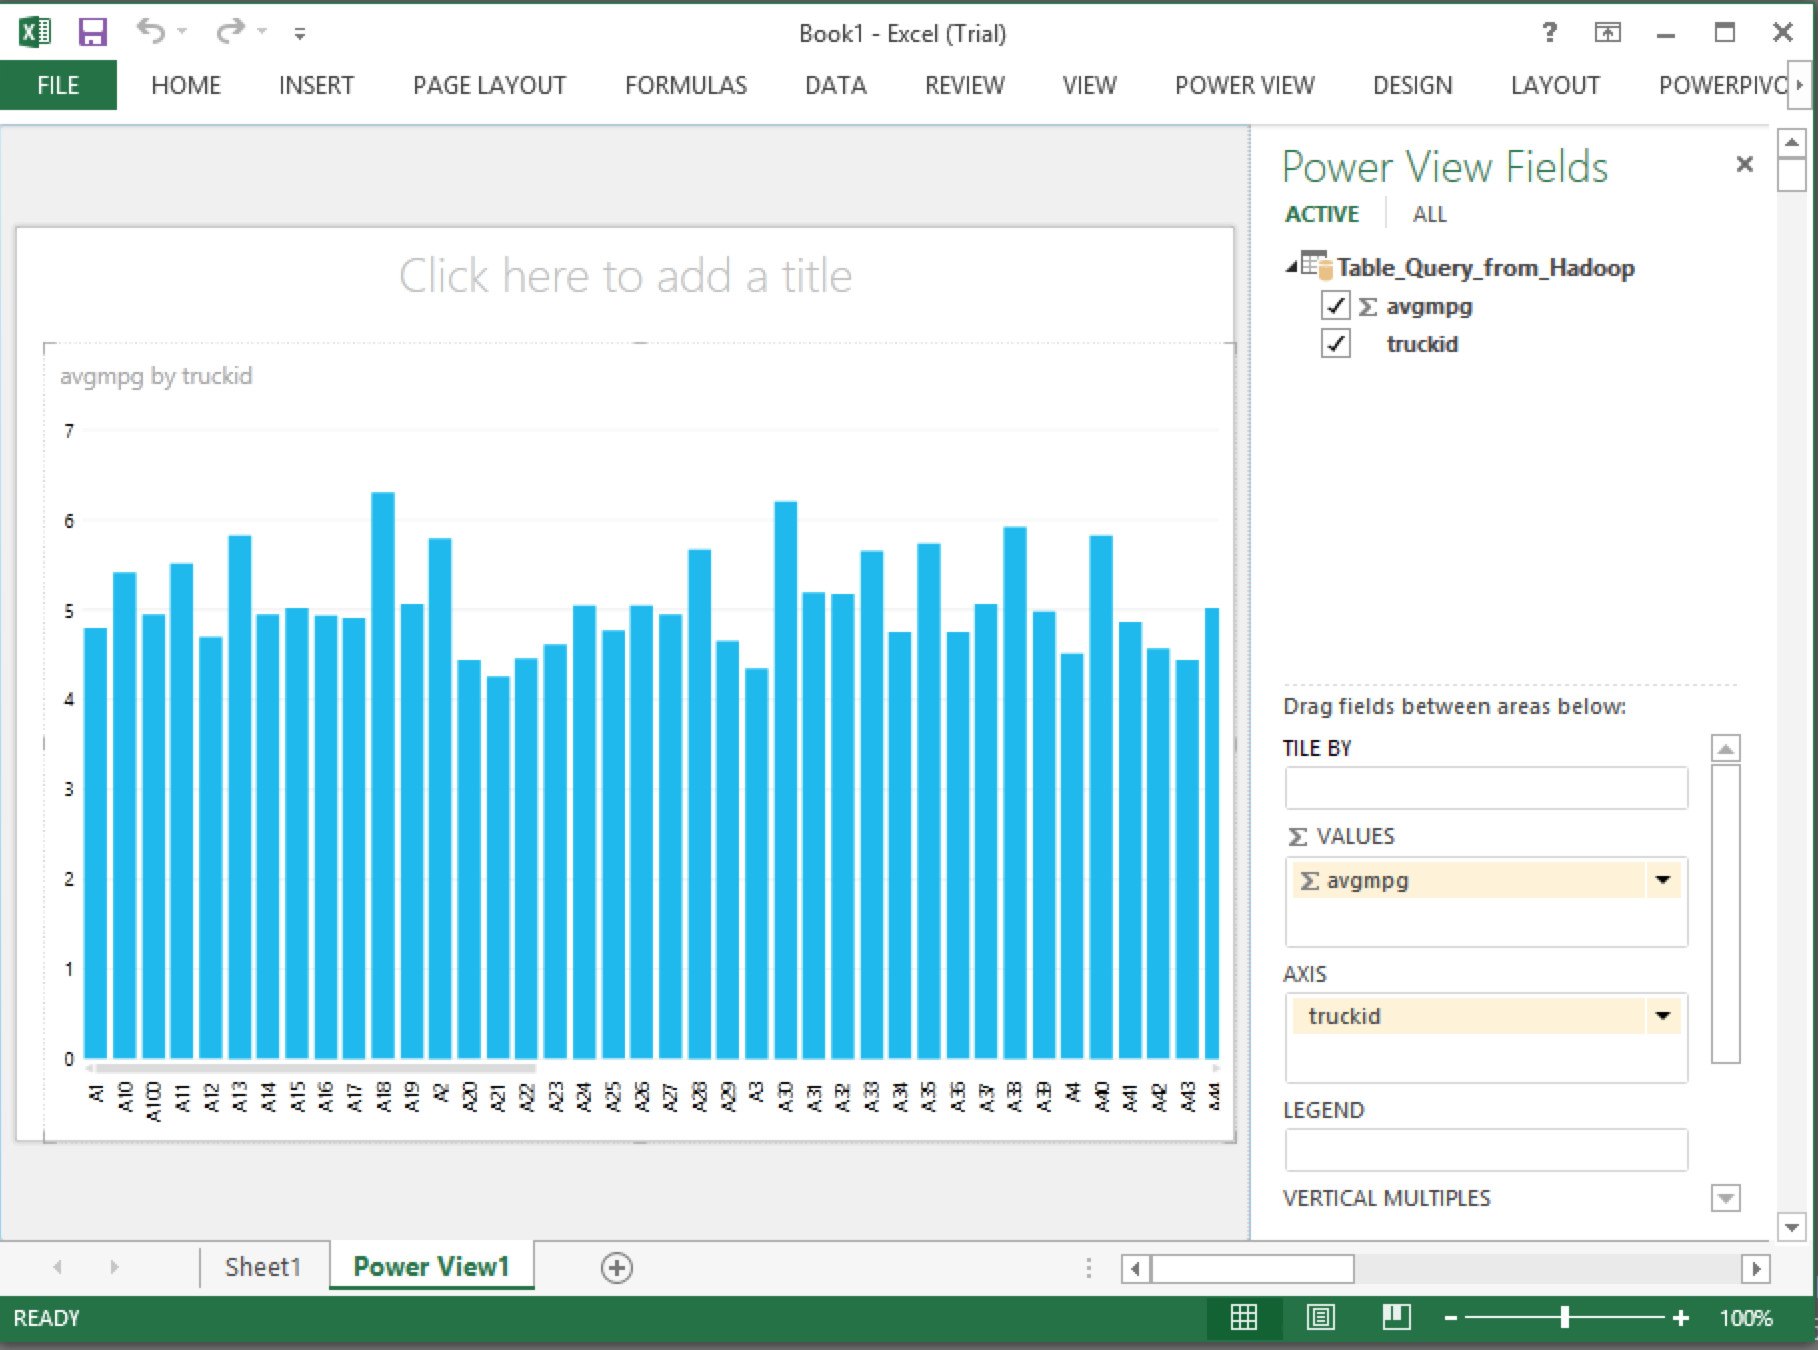 Book1 - Excel (Trial)
?
FILE HOME INSERT PAGE LAYOUT FORMULAS DATA REVIEW VIEW POWER VIEW DESIGN LAYOUT POWERPIVO
Click here to add a title
avgmpg by truckid
7
6
5
4
3
2
1
0
A1 A10 A100 A11 A12 A13 A14 A15 A16 A17 A18 A19 A2 A20 A21 A22 A23 A24 A25 A26 A27 A28 A29 A3 A30 A31 A32 A33 A34 A35 A36 A37 A38 A39 A4 A40 A41 A42 A43 A44
Power View Fields
ACTIVE ALL
Table_Query_from_Hadoop
Σ avgmpg
truckid
Drag fields between areas below:
TILE BY
Σ VALUES
Σ avgmpg
AXIS
truckid
LEGEND
VERTICAL MULTIPLES
Sheet1 Power View1
READY
100%